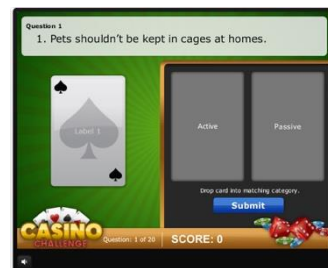 Question 1
1. Pets shouldn't be kept in cages at homes.
Label 1
Active
Passive
Drop card into matching category.
Submit
CASINO
CHALLENGE
Question: 1 of 20
SCORE: 0